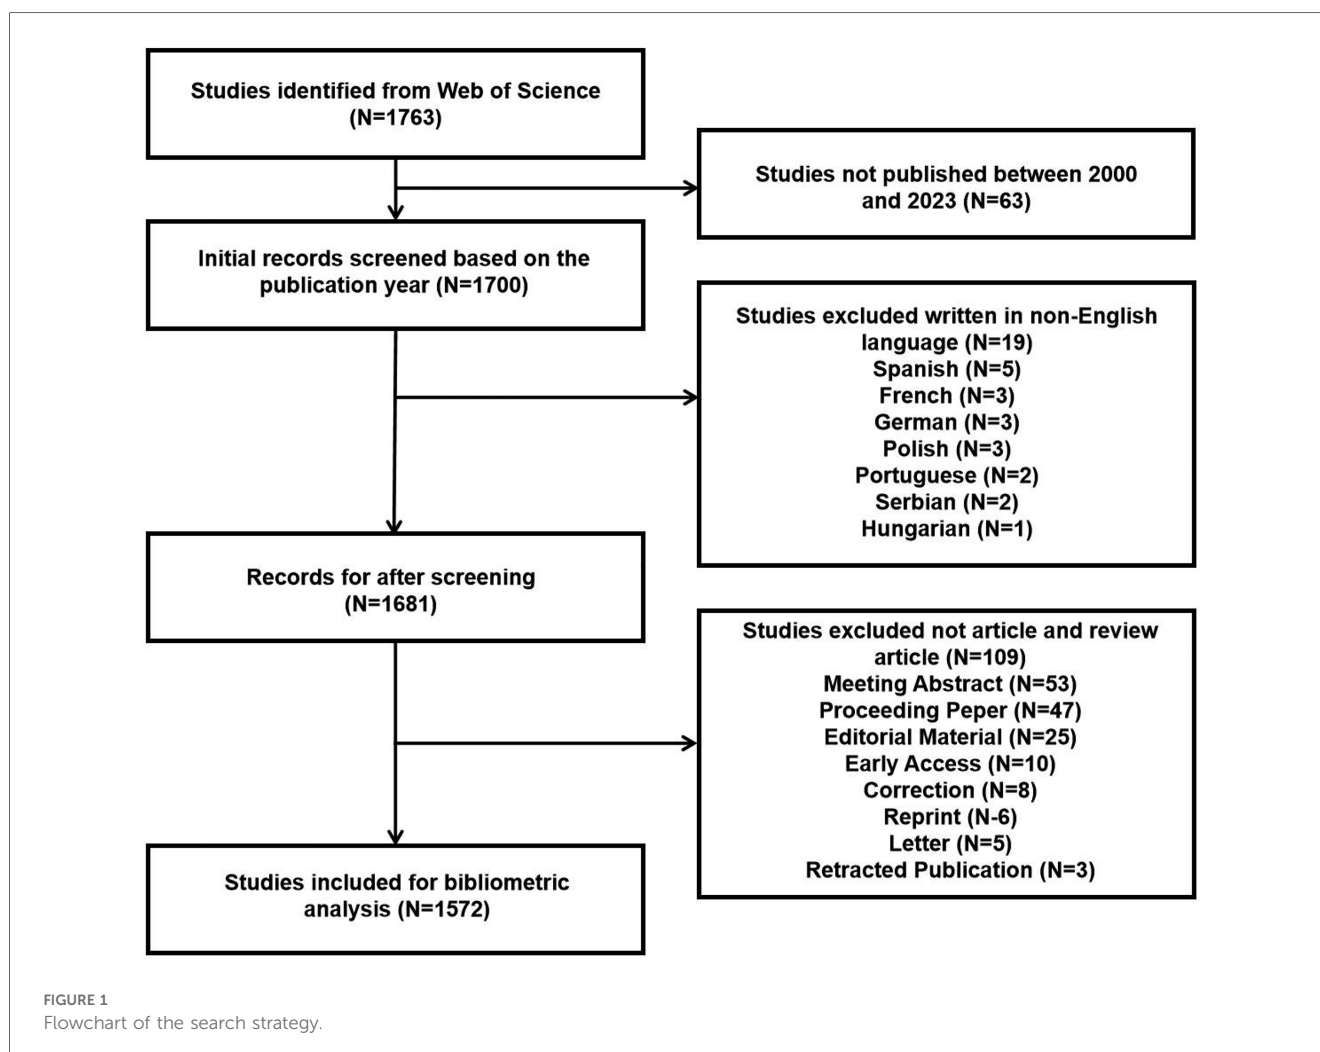 Studies identified from Web of Science
(N=1763)
Studies not published between 2000
and 2023 (N=63)
Initial records screened based on the
publication year (N=1700)
Studies excluded written in non-English
language (N=19)
Spanish (N=5)
French (N=3)
German (N=3)
Polish (N=3)
Portuguese (N=2)
Serbian (N=2)
Hungarian (N=1)
Records for after screening
(N=1681)
Studies excluded not article and review
article (N=109)
Meeting Abstract (N=53)
Proceeding Peper (N=47)
Editorial Material (N=25)
Early Access (N=10)
Correction (N=8)
Reprint (N-6)
Letter (N=5)
Retracted Publication (N=3)
Studies included for bibliometric
analysis (N=1572)
FIGURE 1
Flowchart of the search strategy.